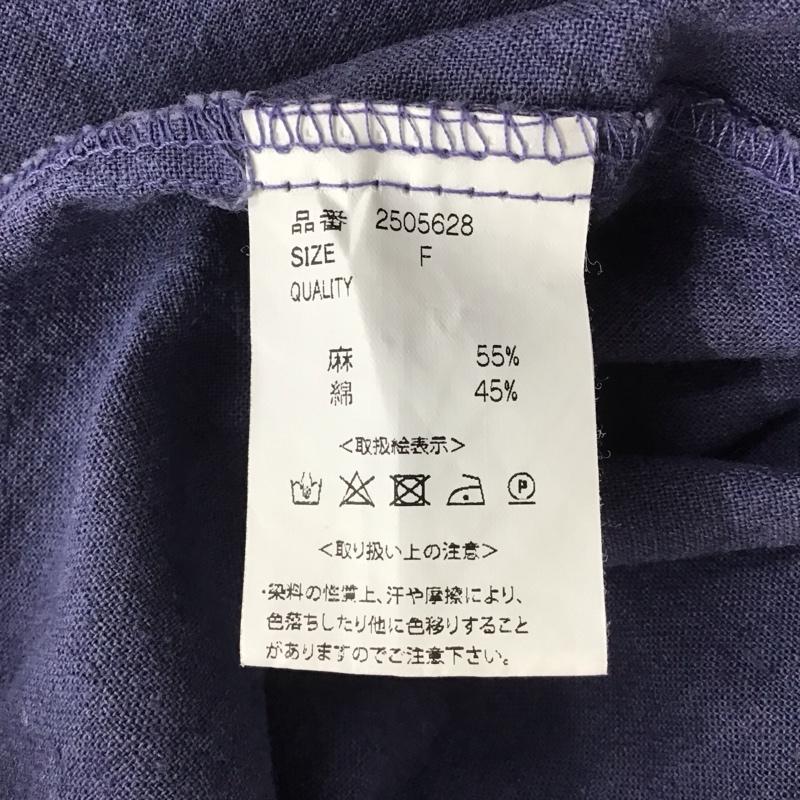 品番 2505628
SIZE F
QUALITY
麻 55%
綿 45%
<取扱絵表示>
P
<取り扱い上の注意>
・染料の性質上、汗や摩擦により、
色落ちしたり他に色移りすること
がありますのでご注意下さい。